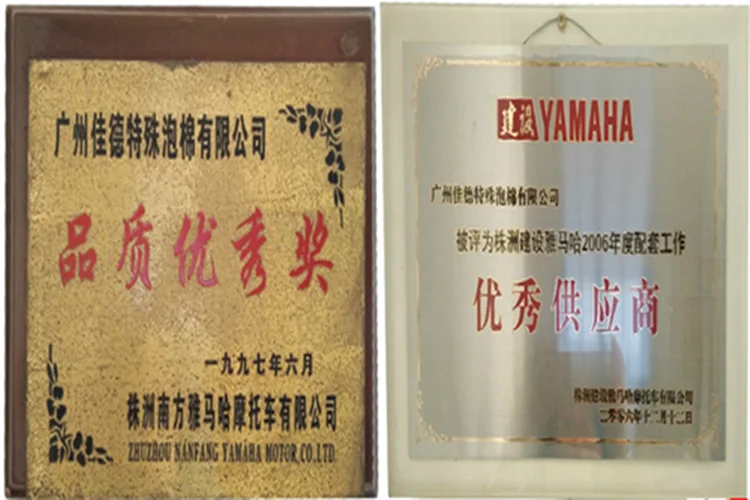 广州佳德特殊泡棉有限公司
品质优秀奖
一九九七年六月
株洲南方雅马哈摩托车有限公司
ZHUZHOU NANFANG YAMAHA MOTOR CO.LTD.
建设 YAMAHA
广州佳德特殊泡棉有限公司
被评为株洲建设雅马哈2006年度配套工作
优秀供应商
株洲建设雅马哈摩托车有限公司
二零零六年十二月十二日